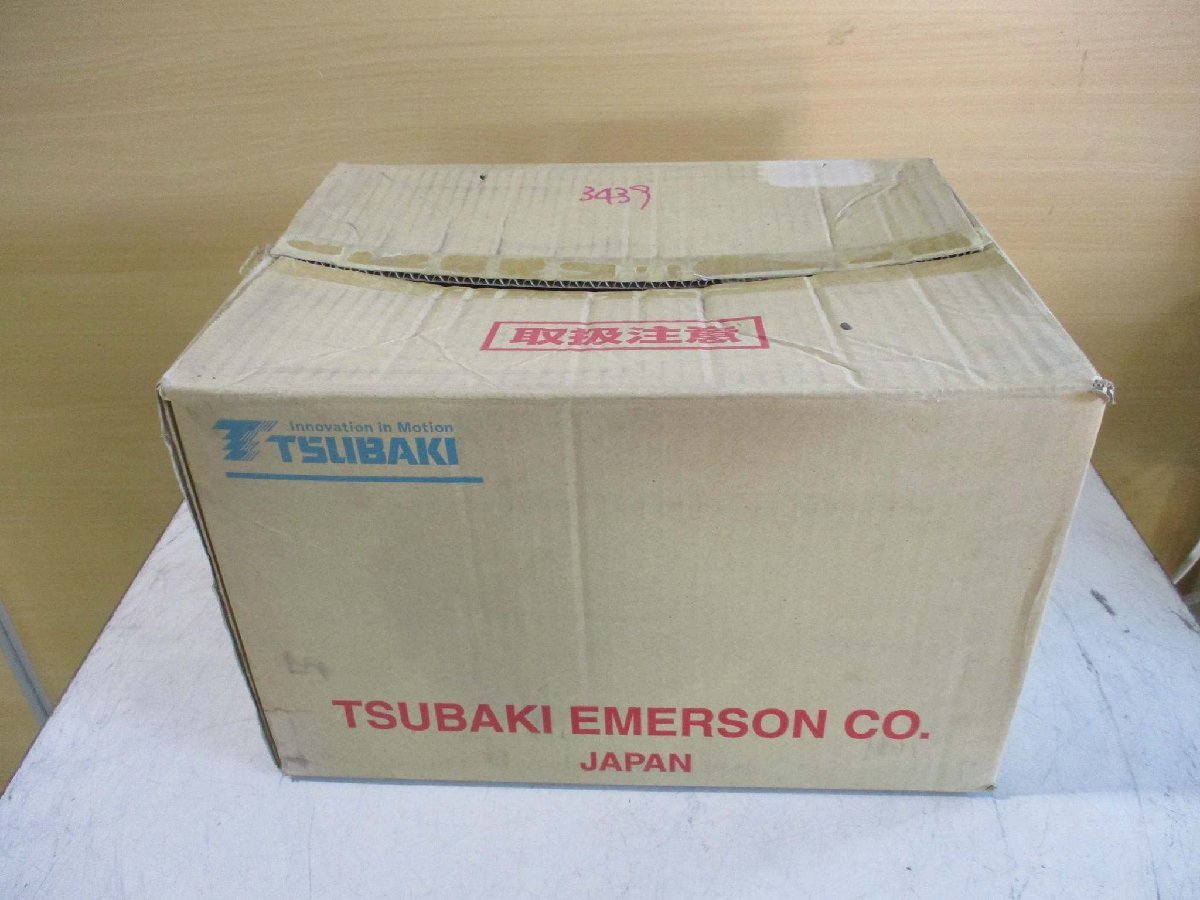 3439
取扱注意
Innovation in Motion
TSUBAKI
TSUBAKI EMERSON CO.
JAPAN